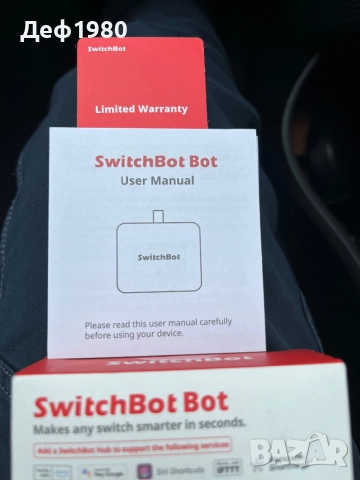 Деф1980
SwitchBot
Limited Warranty
SwitchBot Bot
User Manual
SwitchBot
Please read this user manual carefully
before using your device.
SwitchBot Bot
Makes any switch smarter in seconds.
Add a SwitchBot Hub to support the following services
Siri Shortcuts
IFTTT
BAZAR